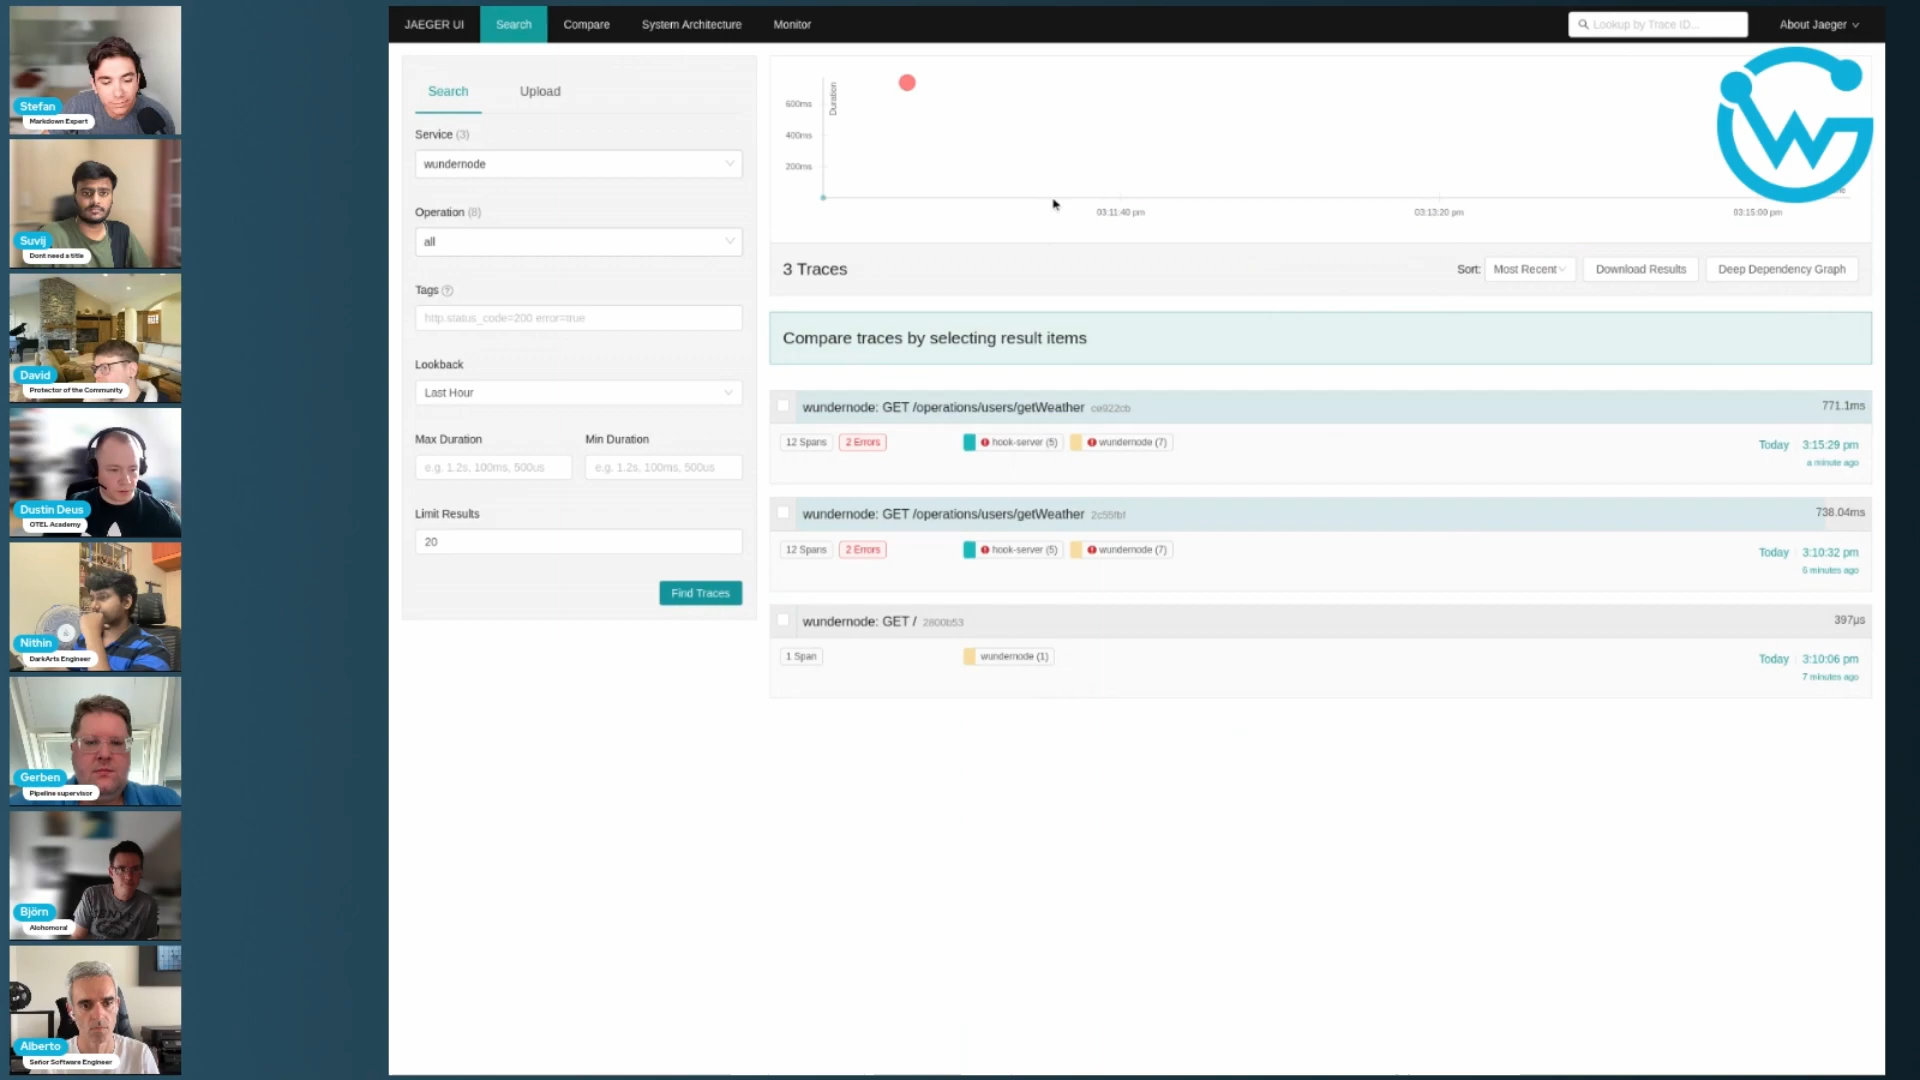 Stefan
Markdown Expert
Suvij
Dont need a title
David
Protector of the Community
Dustin Deus
OTEL Academy
Nithin
DarkArts Engineer
Gerben
Pipeline supervisor
Björn
Alohomora!
Alberto
Señor Software Engineer
JAEGER UI Search Compare System Architecture Monitor Lookup by Trace ID... About Jaeger
Search Upload
Service (3)
wundernode
Operation (8)
all
Tags
http.status_code=200 error=true
Lookback
Last Hour
Max Duration Min Duration
e.g. 1.2s, 100ms, 500us e.g. 1.2s, 100ms, 500us
Limit Results
20
Find Traces
Duration
600ms
400ms
200ms
03:11:40 pm 03:13:20 pm 03:15:00 pm
3 Traces Sort: Most Recent Download Results Deep Dependency Graph
Compare traces by selecting result items
wundernode: GET /operations/users/getWeather ce922cb 771.1ms
12 Spans 2 Errors hook-server (5) wundernode (7) Today 3:15:29 pm
a minute ago
wundernode: GET /operations/users/getWeather 2c55fbf 738.04ms
12 Spans 2 Errors hook-server (5) wundernode (7) Today 3:10:32 pm
6 minutes ago
wundernode: GET / 2800b53 397μs
1 Span wundernode (1) Today 3:10:06 pm
7 minutes ago